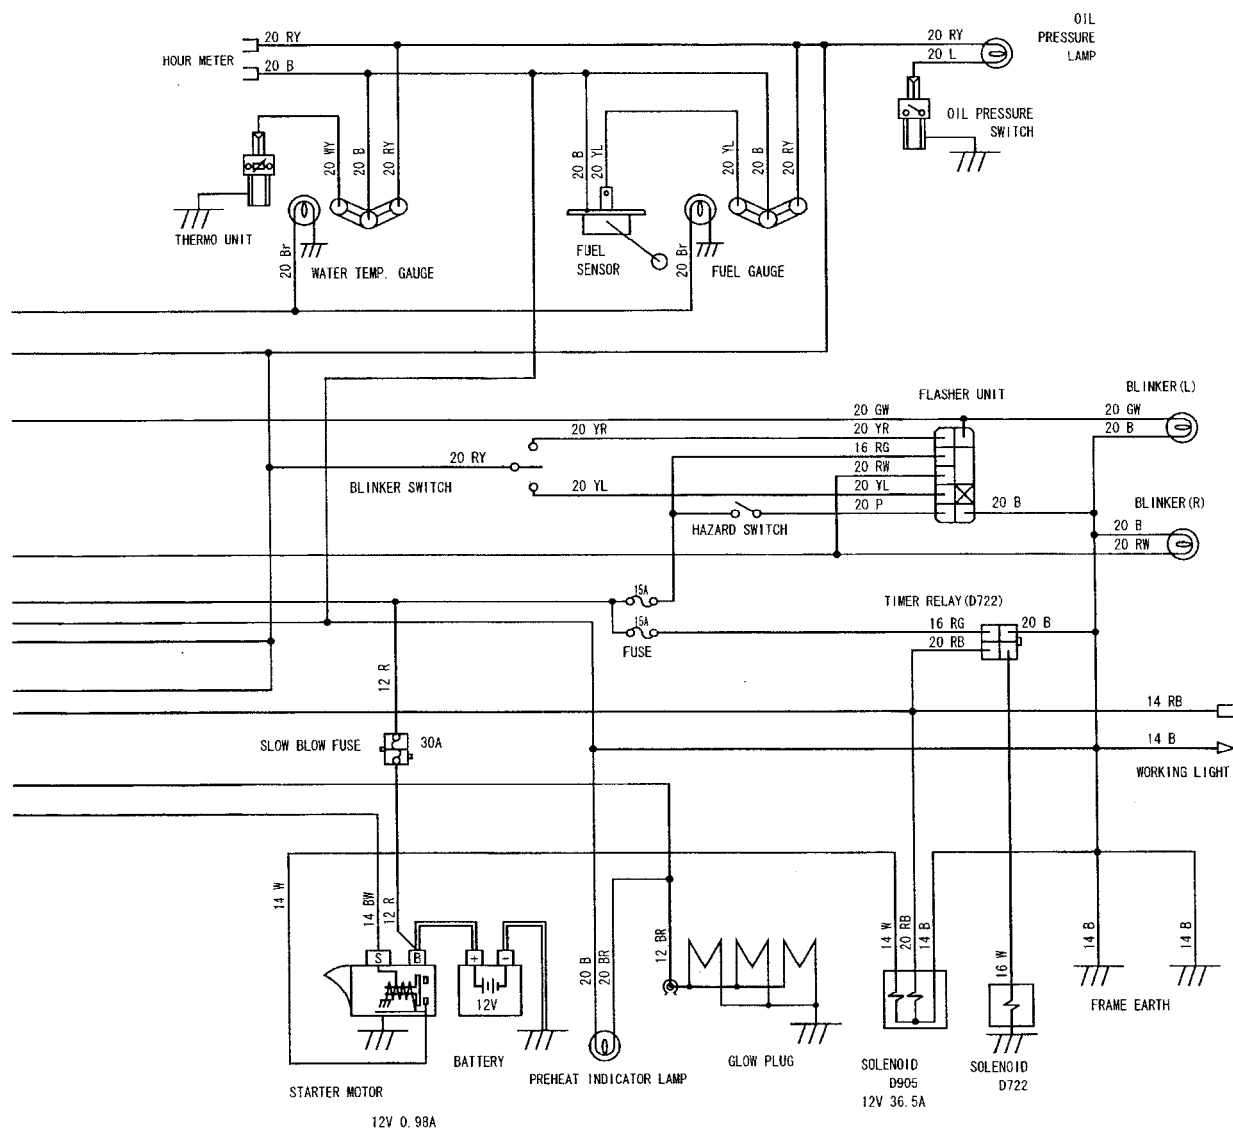 OIL
PRESSURE
LAMP
20 RY
20 RY
20 L
HOUR METER
20 B
OIL PRESSURE
SWITCH
20 WY
20 B
20 RY
20 B
20 YL
20 YL
20 B
20 RY
THERMO UNIT
20 Br
WATER TEMP. GAUGE
FUEL
SENSOR
20 Br
FUEL GAUGE
BLINKER(L)
FLASHER UNIT
20 GW
20 GW
20 YR
20 YR
20 B
16 RG
20 RY
20 RW
BLINKER SWITCH
20 YL
20 YL
20 P
20 B
BLINKER(R)
HAZARD SWITCH
20 B
20 RW
15A
TIMER RELAY(D722)
15A
16 RG
20 B
FUSE
20 RB
12 R
14 RB
SLOW BLOW FUSE
30A
14 B
WORKING LIGHT
14 W
14 BW
12 R
S
B
+
-
12V
20 B
20 BR
12 BR
14 W
20 RB
14 B
16 W
14 B
14 B
FRAME EARTH
BATTERY
GLOW PLUG
PREHEAT INDICATOR LAMP
SOLENOID
D905
12V 36.5A
SOLENOID
D722
STARTER MOTOR
12V 0.98A